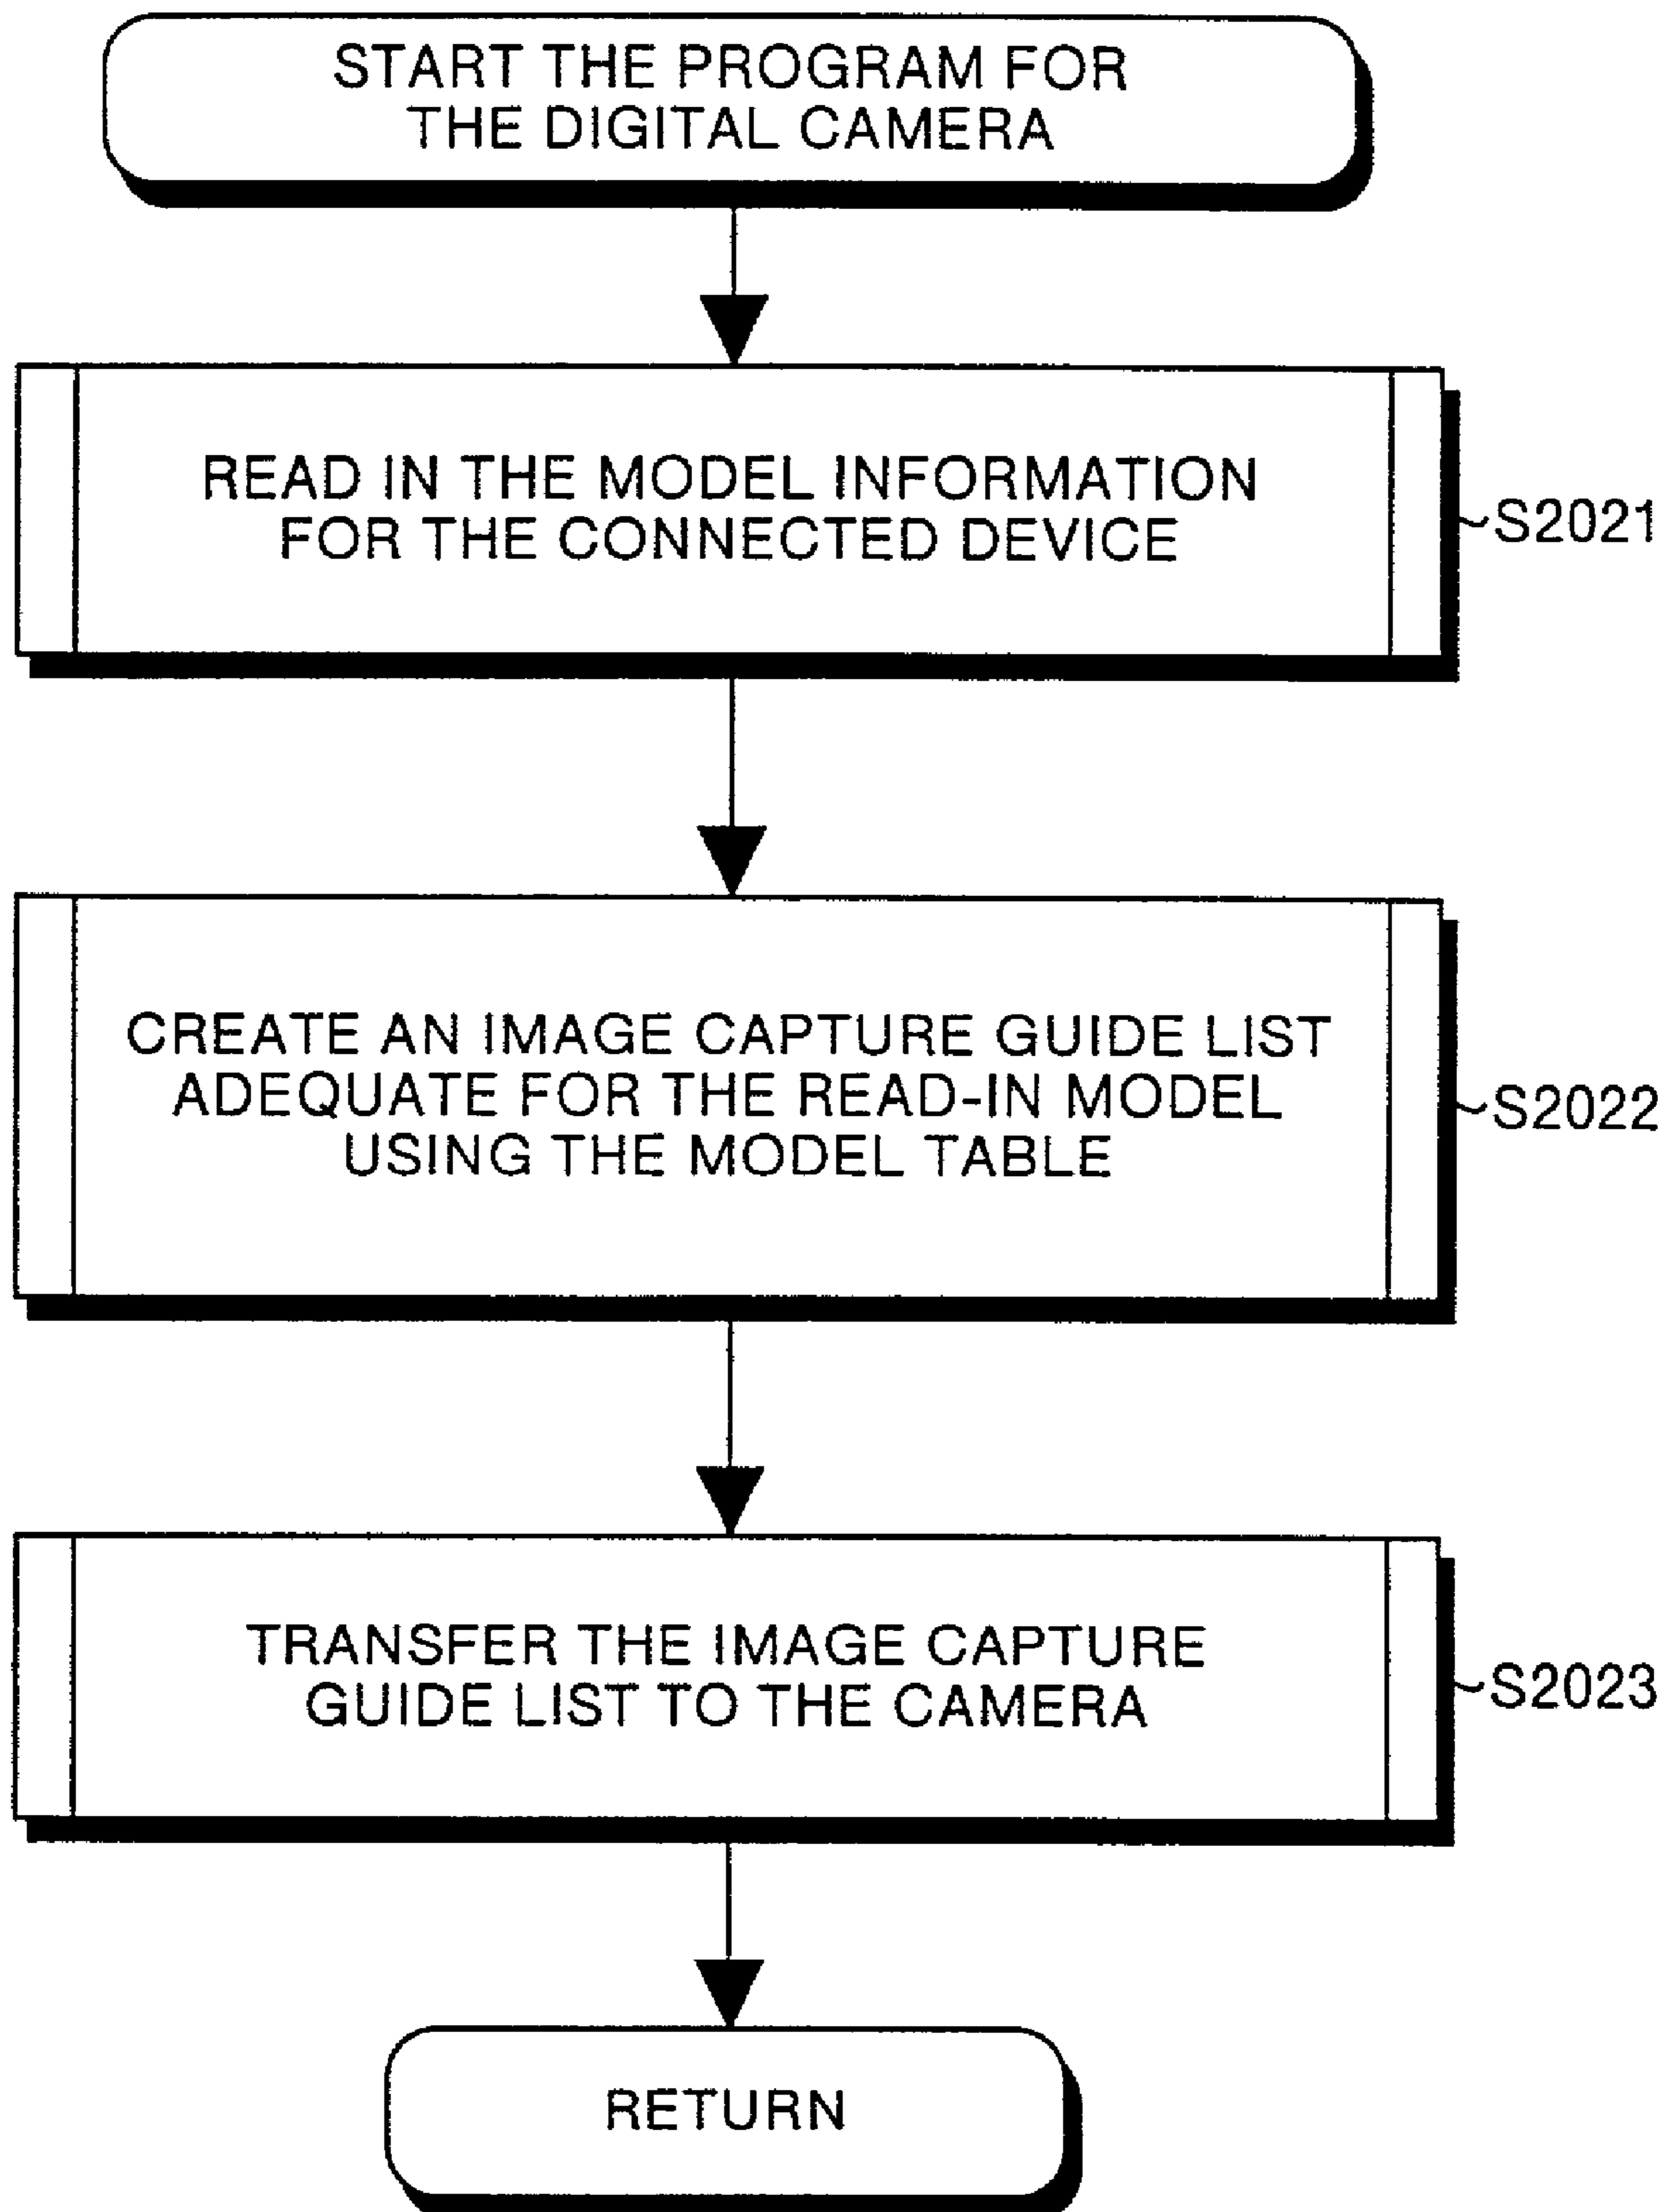 START THE PROGRAM FOR
THE DIGITAL CAMERA
READ IN THE MODEL INFORMATION
FOR THE CONNECTED DEVICE
S2021
CREATE AN IMAGE CAPTURE GUIDE LIST
ADEQUATE FOR THE READ-IN MODEL
USING THE MODEL TABLE
S2022
TRANSFER THE IMAGE CAPTURE
GUIDE LIST TO THE CAMERA
S2023
RETURN